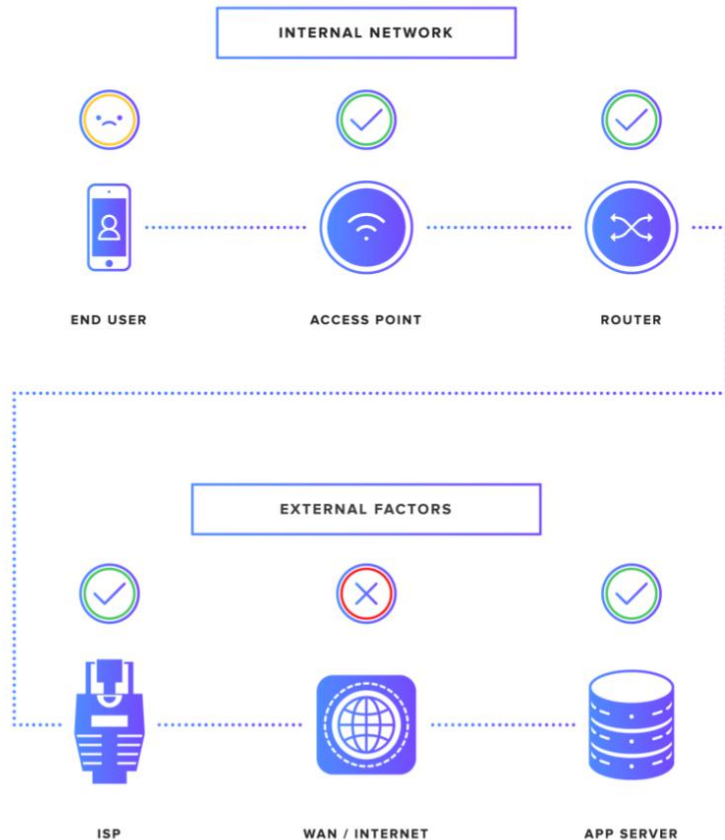 INTERNAL NETWORK
END USER
ACCESS POINT
ROUTER
EXTERNAL FACTORS
ISP
WAN / INTERNET
APP SERVER